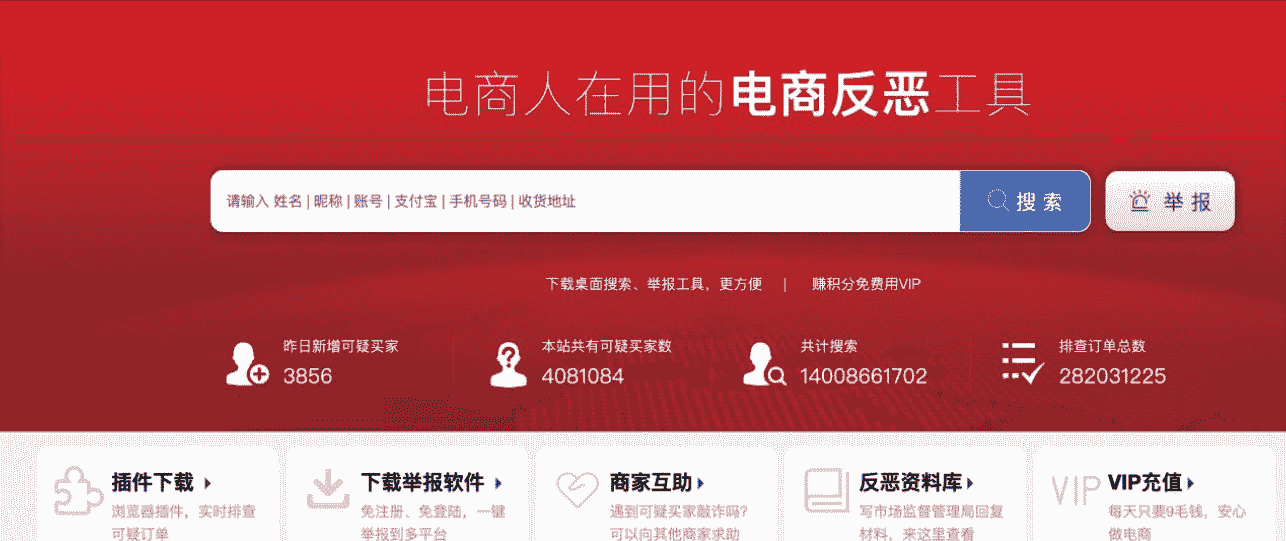 电商人在用的电商反恶工具
请输入 姓名 | 昵称 | 账号 | 支付宝 | 手机号码 | 收货地址
搜 索
举 报
下载桌面搜索、举报工具，更方便 | 赚积分免费用VIP
昨日新增可疑买家
3856
本站共有可疑买家数
4081084
共计搜索
14008661702
排查订单总数
282031225
插件下载
浏览器插件，实时排查
可疑订单
下载举报软件
免注册、免登陆，一键
举报到多平台
商家互助
遇到可疑买家敲诈吗?
可以向其他商家求助
反恶资料库
写市场监督管理局回复
材料，来这里查看
VIP
VIP充值
每天只要9毛钱，安心
做电商